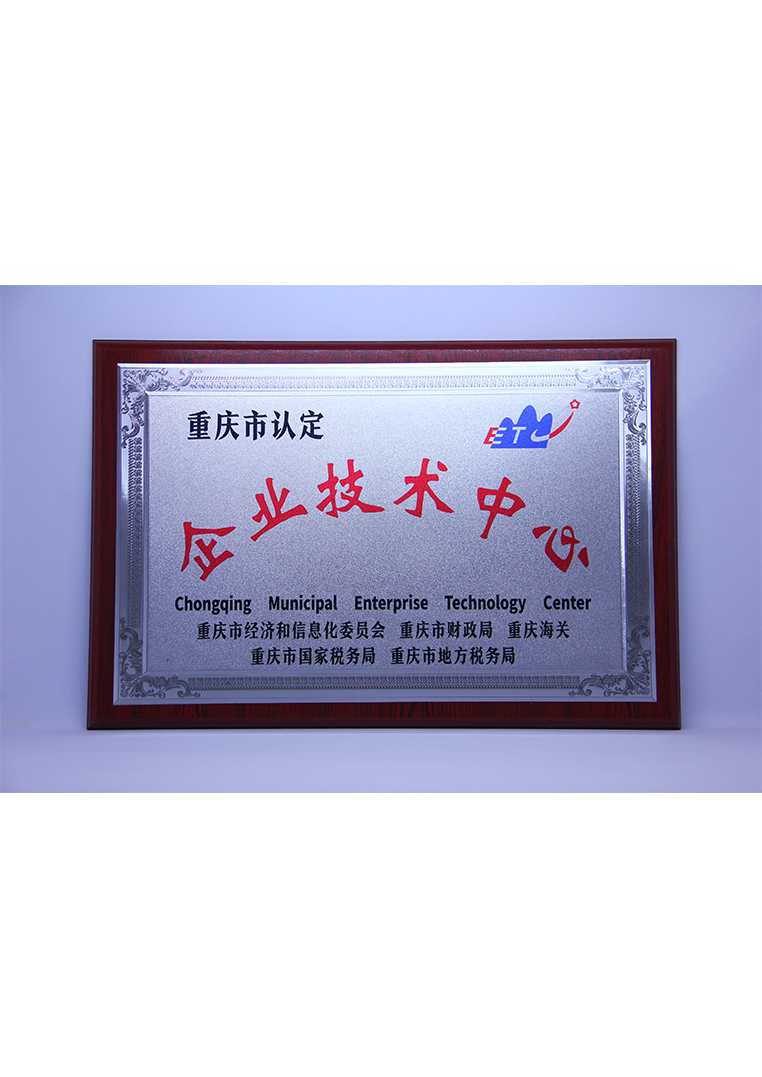 重庆市认定
ETC
企业技术中心
Chongqing Municipal Enterprise Technology Center
重庆市经济和信息化委员会 重庆市财政局 重庆海关
重庆市国家税务局 重庆市地方税务局